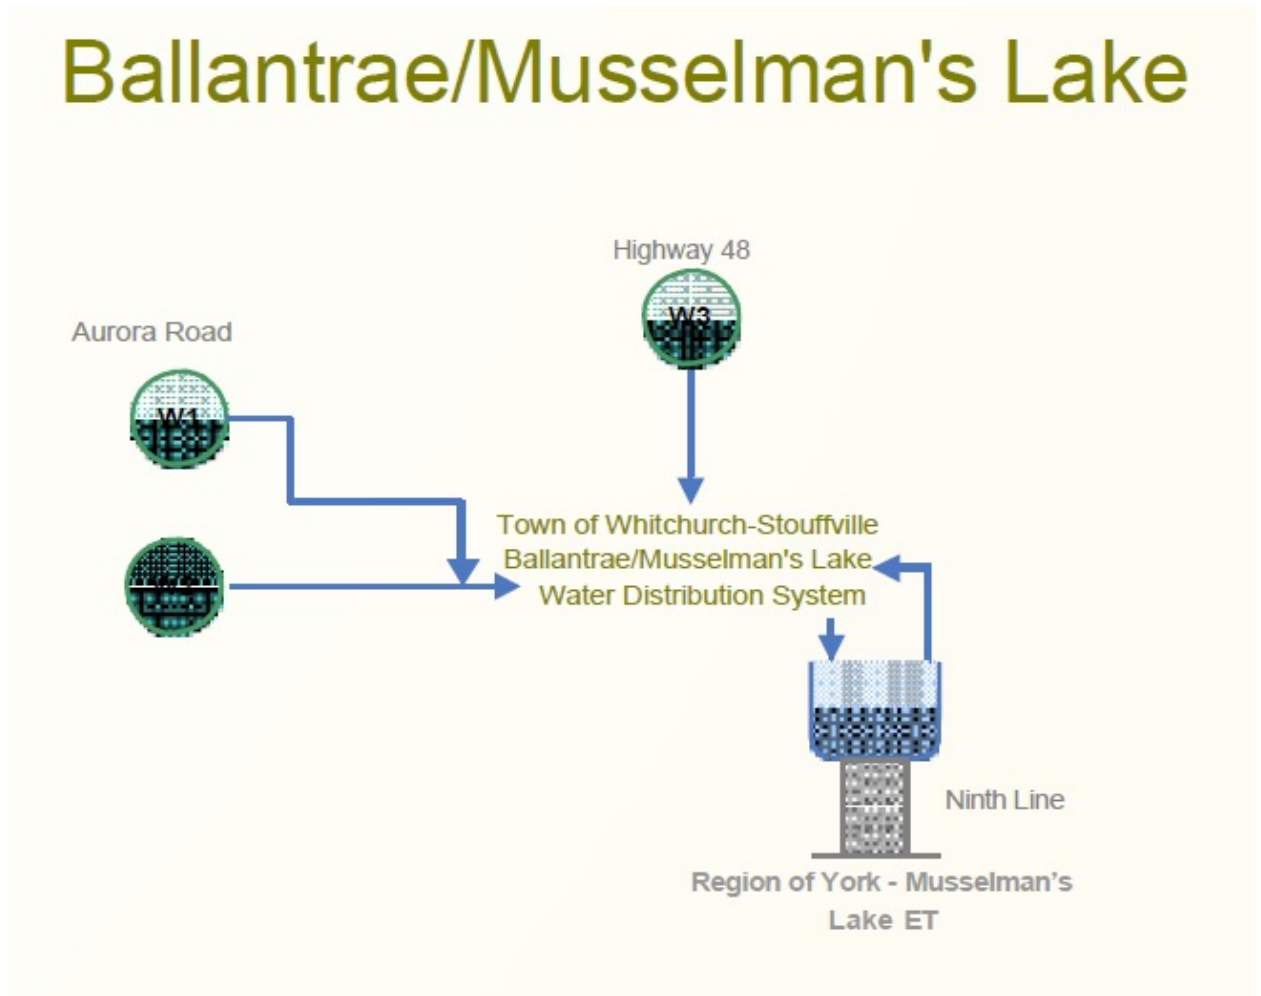 Ballantrae/Musselman's Lake
Highway 48
W3
Aurora Road
W1
Town of Whitchurch-Stouffville
Ballantrae/Musselman's Lake
Water Distribution System
Ninth Line
Region of York - Musselman’s
Lake ET